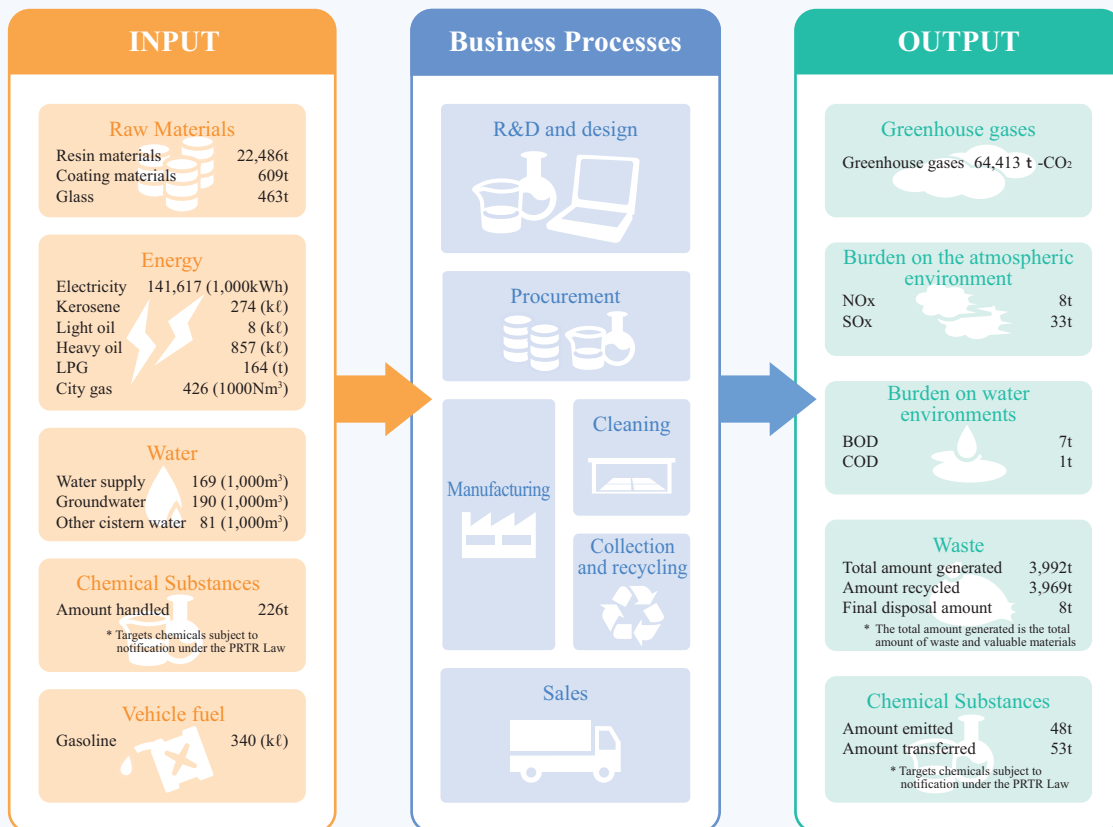 INPUT
Raw Materials
Resin materials 22,486t
Coating materials 609t
Glass 463t
Energy
Electricity 141,617 (1,000kWh)
Kerosene 274 (kℓ)
Light oil 8 (kℓ)
Heavy oil 857 (kℓ)
LPG 164 (t)
City gas 426 (1000Nm³)
Water
Water supply 169 (1,000m³)
Groundwater 190 (1,000m³)
Other cistern water 81 (1,000m³)
Chemical Substances
Amount handled 226t
* Targets chemicals subject to
notification under the PRTR Law
Vehicle fuel
Gasoline 340 (kℓ)
Business Processes
R&D and design
Procurement
Manufacturing
Cleaning
Collection
and recycling
Sales
OUTPUT
Greenhouse gases
Greenhouse gases 64,413 t -CO₂
Burden on the atmospheric
environment
NOx 8t
SOx 33t
Burden on water
environments
BOD 7t
COD 1t
Waste
Total amount generated 3,992t
Amount recycled 3,969t
Final disposal amount 8t
* The total amount generated is the total
amount of waste and valuable materials
Chemical Substances
Amount emitted 48t
Amount transferred 53t
* Targets chemicals subject to
notification under the PRTR Law